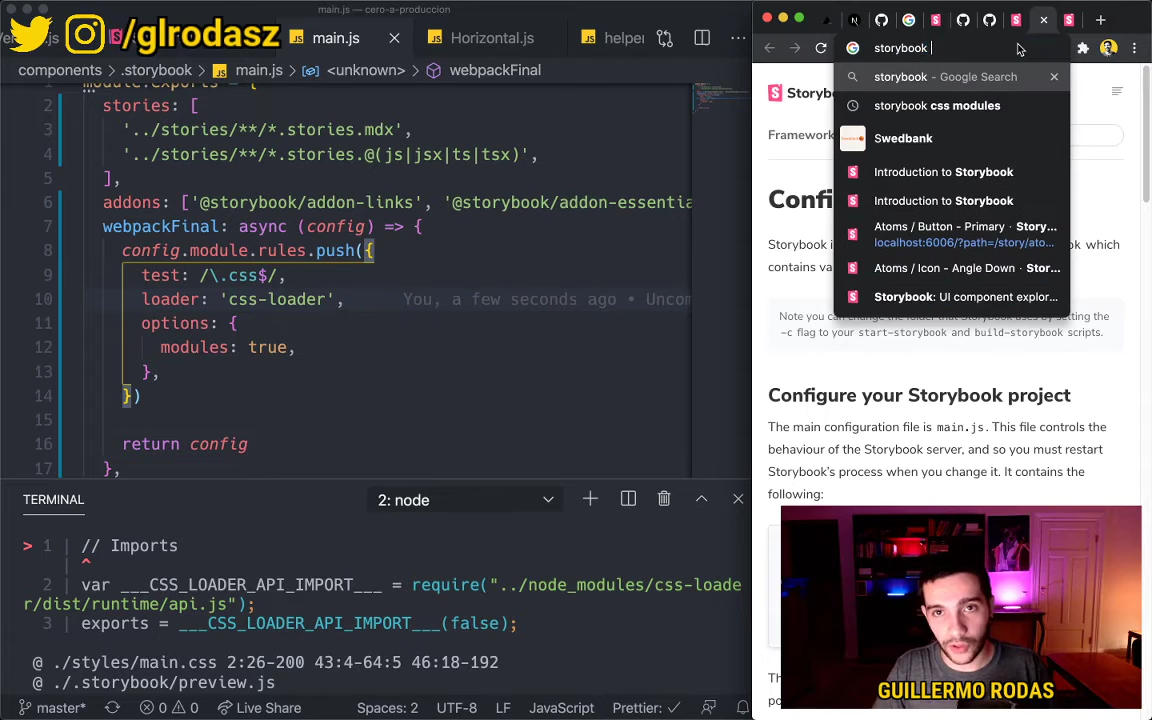 main.js — cero-a-produccion
/glrodasz
main.js
Horizontal.js
helper
components > .storybook > main.js > <unknown> > webpackFinal
module.exports = {
2 stories: [
3 '../stories/**/*.stories.mdx',
4 '../stories/**/*.stories.@(js|jsx|ts|tsx)',
5 ],
6 addons: ['@storybook/addon-links', '@storybook/addon-essentia
7 webpackFinal: async (config) => {
8 config.module.rules.push({
9 test: /\.css$/,
10 loader: 'css-loader', You, a few seconds ago • Uncom
11 options: {
12 modules: true,
13 },
14 })
15
16 return config
17 },
TERMINAL
2: node
> 1 | // Imports
| ^
2 | var ___CSS_LOADER_API_IMPORT___ = require("../node_modules/css-loade
r/dist/runtime/api.js");
3 | exports = ___CSS_LOADER_API_IMPORT___(false);
@ ./styles/main.css 2:26-200 43:4-64:5 46:18-192
@ ./.storybook/preview.js
master*
0
0
Live Share
Spaces: 2
UTF-8
LF
JavaScript
Prettier: ✓
storybook
storybook - Google Search
storybook css modules
Swedbank
Introduction to Storybook
Introduction to Storybook
Atoms / Button - Primary · Story...
localhost:6006/?path=/story/ato...
Atoms / Icon - Angle Down · Stor...
Storybook: UI component explor...
Storyb
Framework
Confi
Storybook i
ok which
contains va
Note you can change the folder that Storybook uses by setting the
-c flag to your start-storybook and build-storybook scripts.
Configure your Storybook project
The main configuration file is main.js. This file controls the
behaviour of the Storybook server, and so you must restart
Storybook's process when you change it. It contains the
following:
Th
po
GUILLERMO RODAS